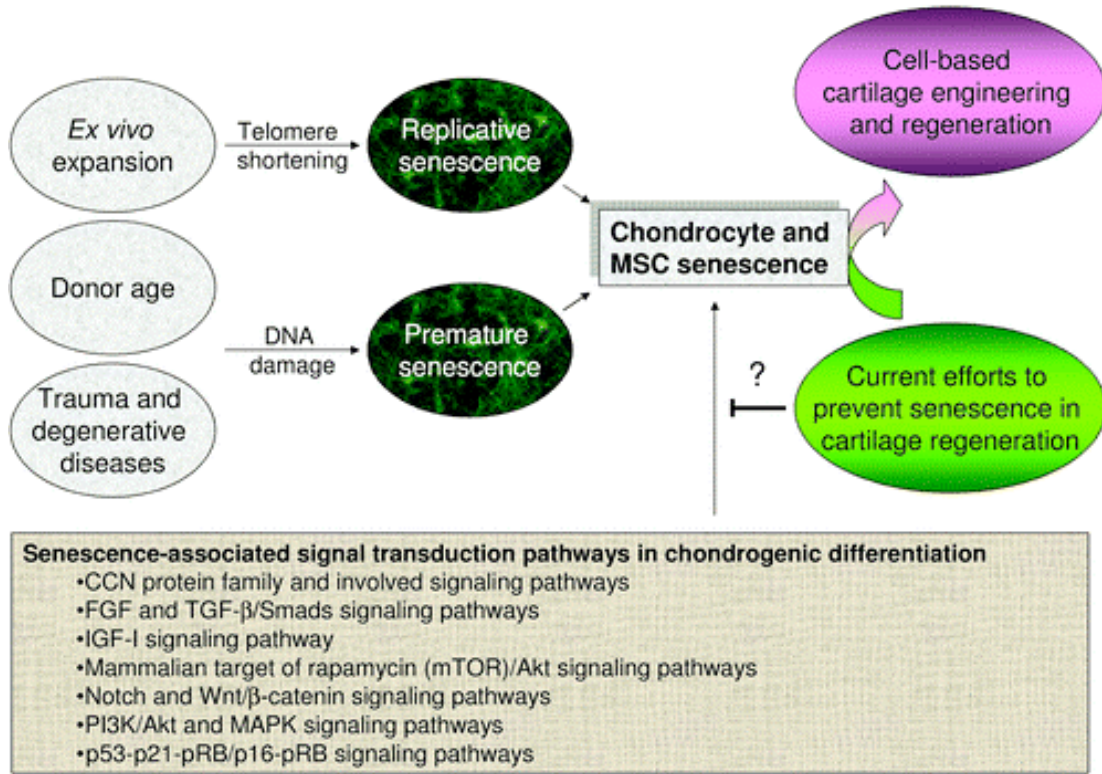 Ex vivo
expansion
Telomere
shortening
Replicative
senescence
Cell-based
cartilage engineering
and regeneration
Donor age
Chondrocyte and
MSC senescence
DNA
damage
Premature
senescence
Trauma and
degenerative
diseases
?
Current efforts to
prevent senescence in
cartilage regeneration
Senescence-associated signal transduction pathways in chondrogenic differentiation
•CCN protein family and involved signaling pathways
•FGF and TGF-β/Smads signaling pathways
•IGF-I signaling pathway
•Mammalian target of rapamycin (mTOR)/Akt signaling pathways
•Notch and Wnt/β-catenin signaling pathways
•PI3K/Akt and MAPK signaling pathways
•p53-p21-pRB/p16-pRB signaling pathways